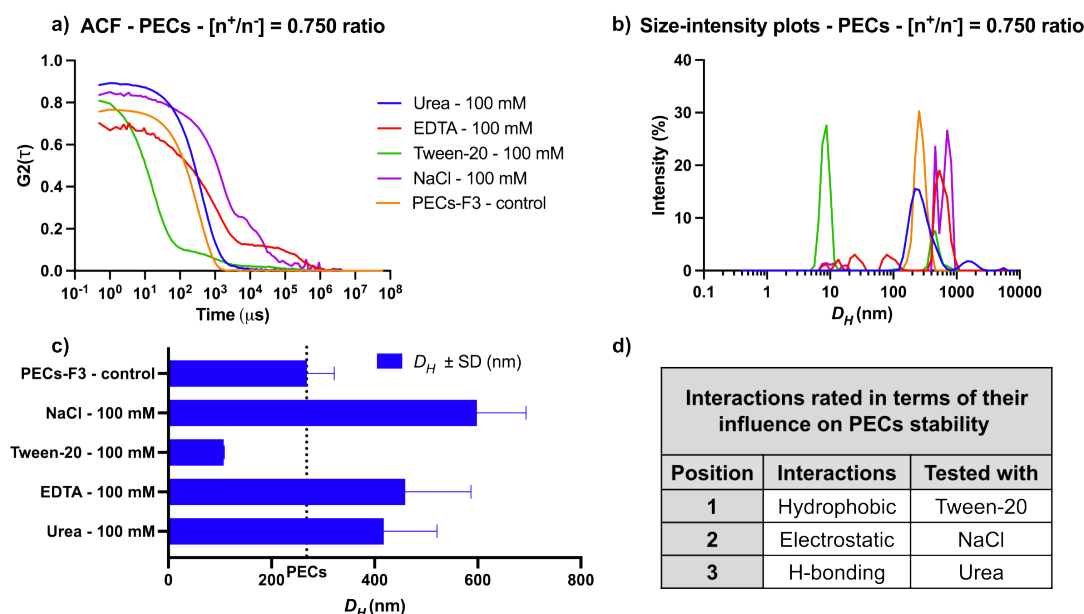 a) ACF - PECs - [n⁺/n⁻] = 0.750 ratio
G2(τ)
1.0
0.8
0.6
0.4
0.2
0.0
10⁻¹ 10⁰ 10¹ 10² 10³ 10⁴ 10⁵ 10⁶ 10⁷ 10⁸
Time (μs)
Urea - 100 mM
EDTA - 100 mM
Tween-20 - 100 mM
NaCl - 100 mM
PECs-F3 - control
b) Size-intensity plots - PECs - [n⁺/n⁻] = 0.750 ratio
Intensity (%)
40
30
20
10
0
0.1 1 10 100 1000 10000
D_H (nm)
c)
D_H ± SD (nm)
PECs-F3 - control
NaCl - 100 mM
Tween-20 - 100 mM
EDTA - 100 mM
Urea - 100 mM
0 200 PECs 400 600 800
D_H (nm)
d)
Interactions rated in terms of their
influence on PECs stability
Position Interactions Tested with
1 Hydrophobic Tween-20
2 Electrostatic NaCl
3 H-bonding Urea